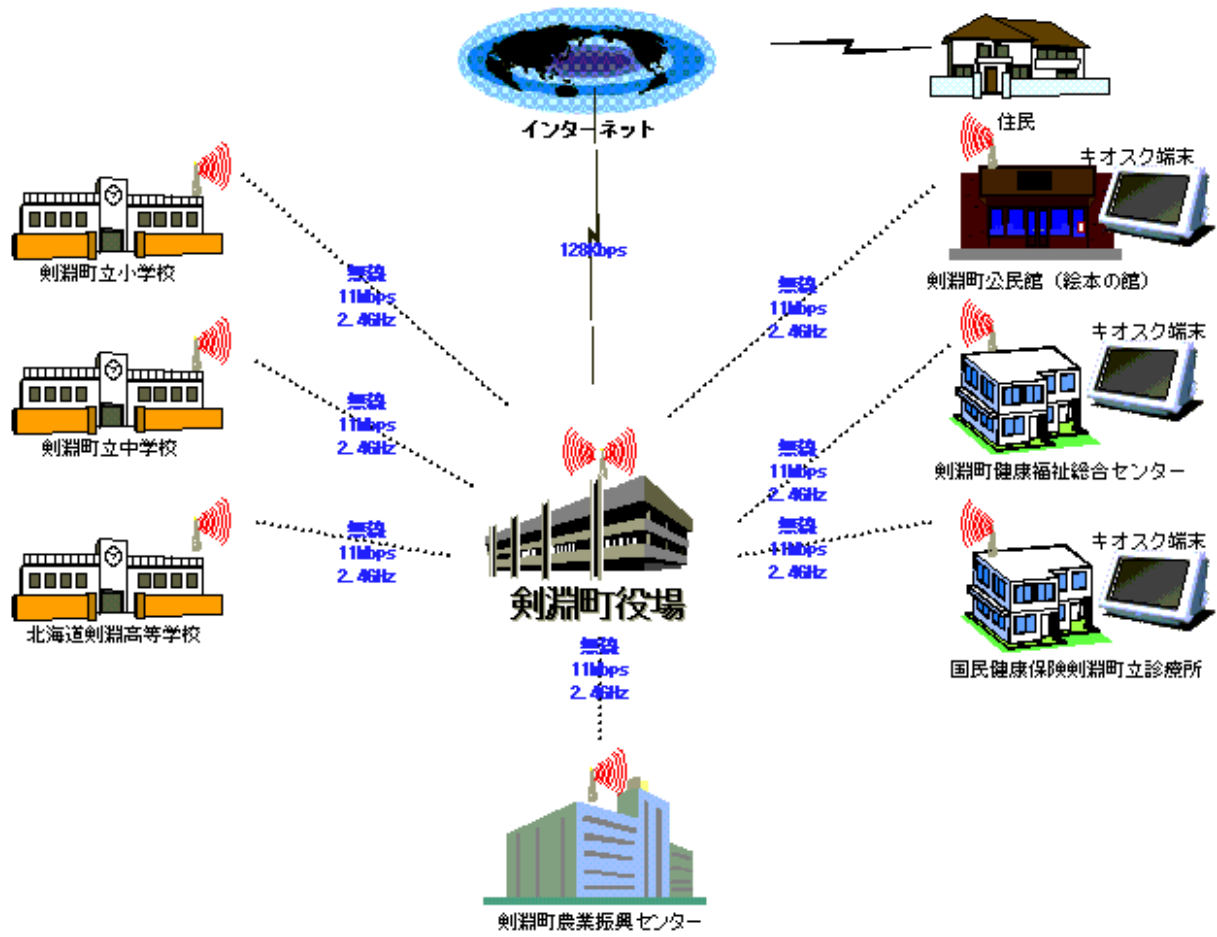 インターネット
住民
キオスク端末
剣淵町立小学校
128Kbps
無線
11Mbps
2.4GHz
無線
11Mbps
2.4GHz
剣淵町公民館（絵本の館）
キオスク端末
剣淵町立中学校
無線
11Mbps
2.4GHz
無線
11Mbps
2.4GHz
剣淵町健康福祉総合センター
キオスク端末
北海道剣淵高等学校
無線
11Mbps
2.4GHz
無線
11Mbps
2.4GHz
剣淵町役場
国民健康保険剣淵町立診療所
無線
11Mbps
2.4GHz
剣淵町農業振興センター